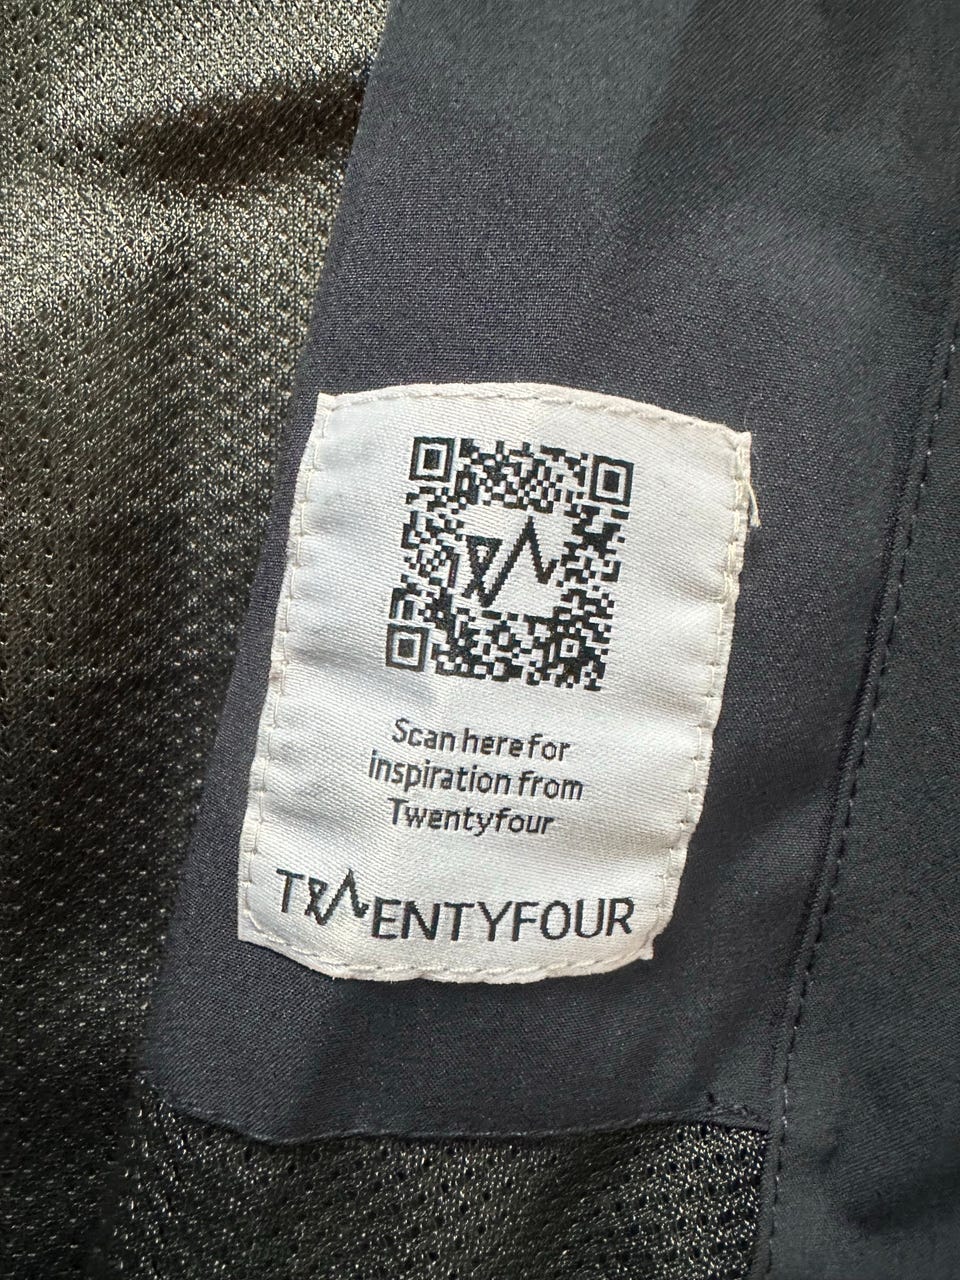 Scan here for
inspiration from
Twentyfour
TWENTYFOUR